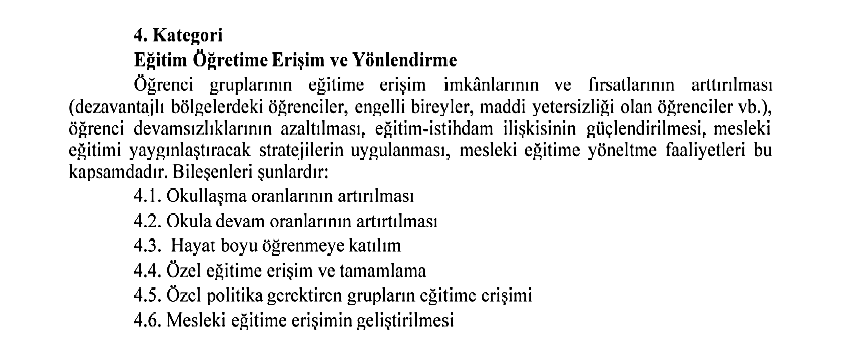 4. Kategori
Eğitim Öğretime Erişim ve Yönlendirme
Öğrenci gruplarının eğitime erişim imkânlarının ve fırsatlarının arttırılması
(dezavantajlı bölgelerdeki öğrenciler, engelli bireyler, maddi yetersizliği olan öğrenciler vb.),
öğrenci devamsızlıklarının azaltılması, eğitim-istihdam ilişkisinin güçlendirilmesi, mesleki
eğitimi yaygınlaştıracak stratejilerin uygulanması, mesleki eğitime yöneltme faaliyetleri bu
kapsamdadır. Bileşenleri şunlardır:
4.1. Okullaşma oranlarının artırılması
4.2. Okula devam oranlarının artırtılması
4.3. Hayat boyu öğrenmeye katılım
4.4. Özel eğitime erişim ve tamamlama
4.5. Özel politika gerektiren grupların eğitime erişimi
4.6. Mesleki eğitime erişimin geliştirilmesi